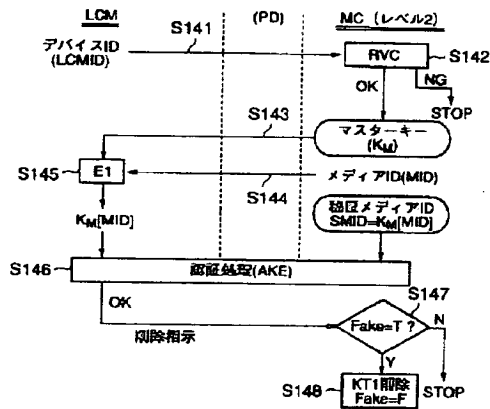 LCM (PD) MC (レベル2)
S141
デバイスID
(LCMID)
RVC
S142
OK
NG
STOP
S143
マスターキー
(KM)
S145
E1
S144
メディアID(MID)
KM[MID]
秘匿メディアID
SMID=KM[MID]
S146
認証処理(AKE)
OK
S147
削除指示
Fake=T ?
N
Y
S148
KT1削除
Fake=F
STOP